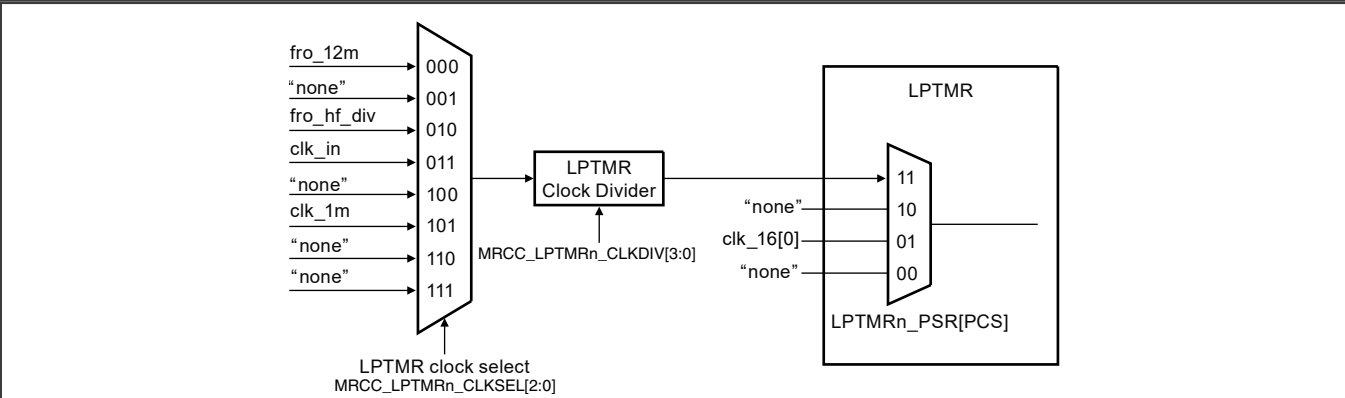 fro_12m
000
“none”
001
fro_hf_div
010
clk_in
011
“none”
100
clk_1m
101
“none”
110
“none”
111
LPTMR clock select
MRCC_LPTMRn_CLKSEL[2:0]
LPTMR
Clock Divider
MRCC_LPTMRn_CLKDIV[3:0]
LPTMR
11
“none”
10
clk_16[0]
01
“none”
00
LPTMRn_PSR[PCS]